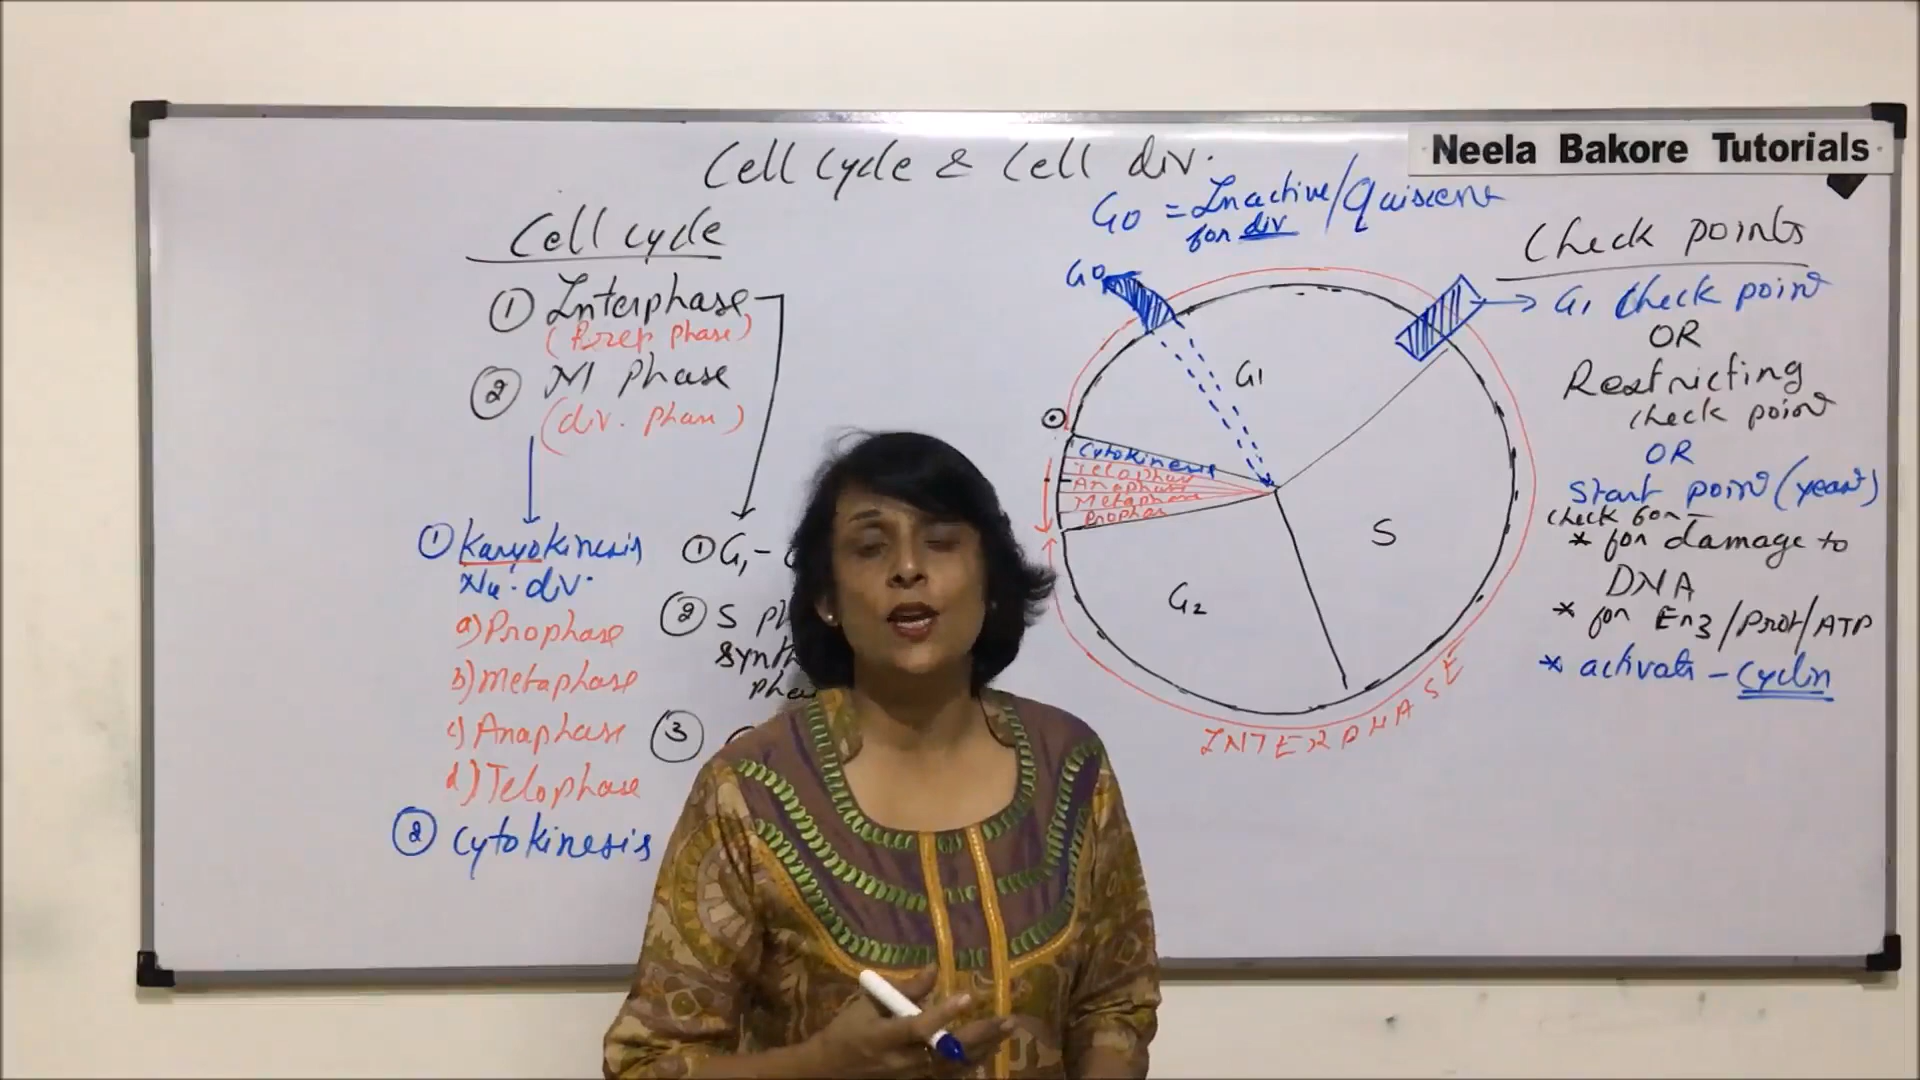 Neela Bakore Tutorials
Cell cycle & Cell div.
Cell cycle
① Interphase
(Prep phase)
② M phase
(div. phase)
① Karyokinesis
Nu. div.
a) Prophase
b) Metaphase
c) Anaphase
d) Telophase
② Cytokinesis
① G1 -
② S
③
G0 = Inactive/Quiscent
for div
G0
G1
S
G2
Cytokinesis
Telophase
Anaphase
Metaphase
Prophase
INTERPHASE
Check points
G1 Check point
OR
Restricting
check point
OR
Start point (yeast)
check for -
* for damage to
DNA
* for Enz/Prot/ATP
* activate - Cyclin